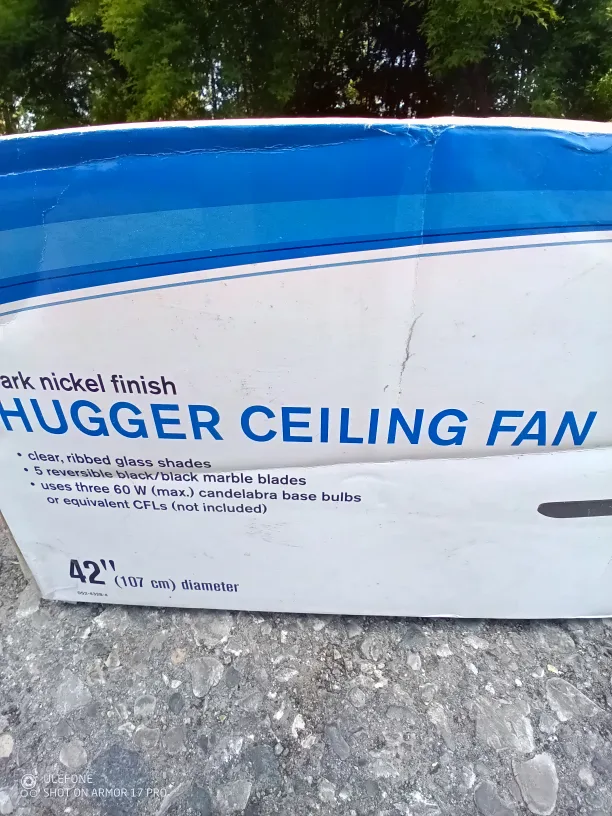 ark nickel finish
HUGGER CEILING FAN
• clear, ribbed glass shades
• 5 reversible black/black marble blades
• uses three 60 W (max.) candelabra base bulbs
or equivalent CFLs (not included)
42" (107 cm) diameter
ULEFONE
SHOT ON ARMOR 17 PRO